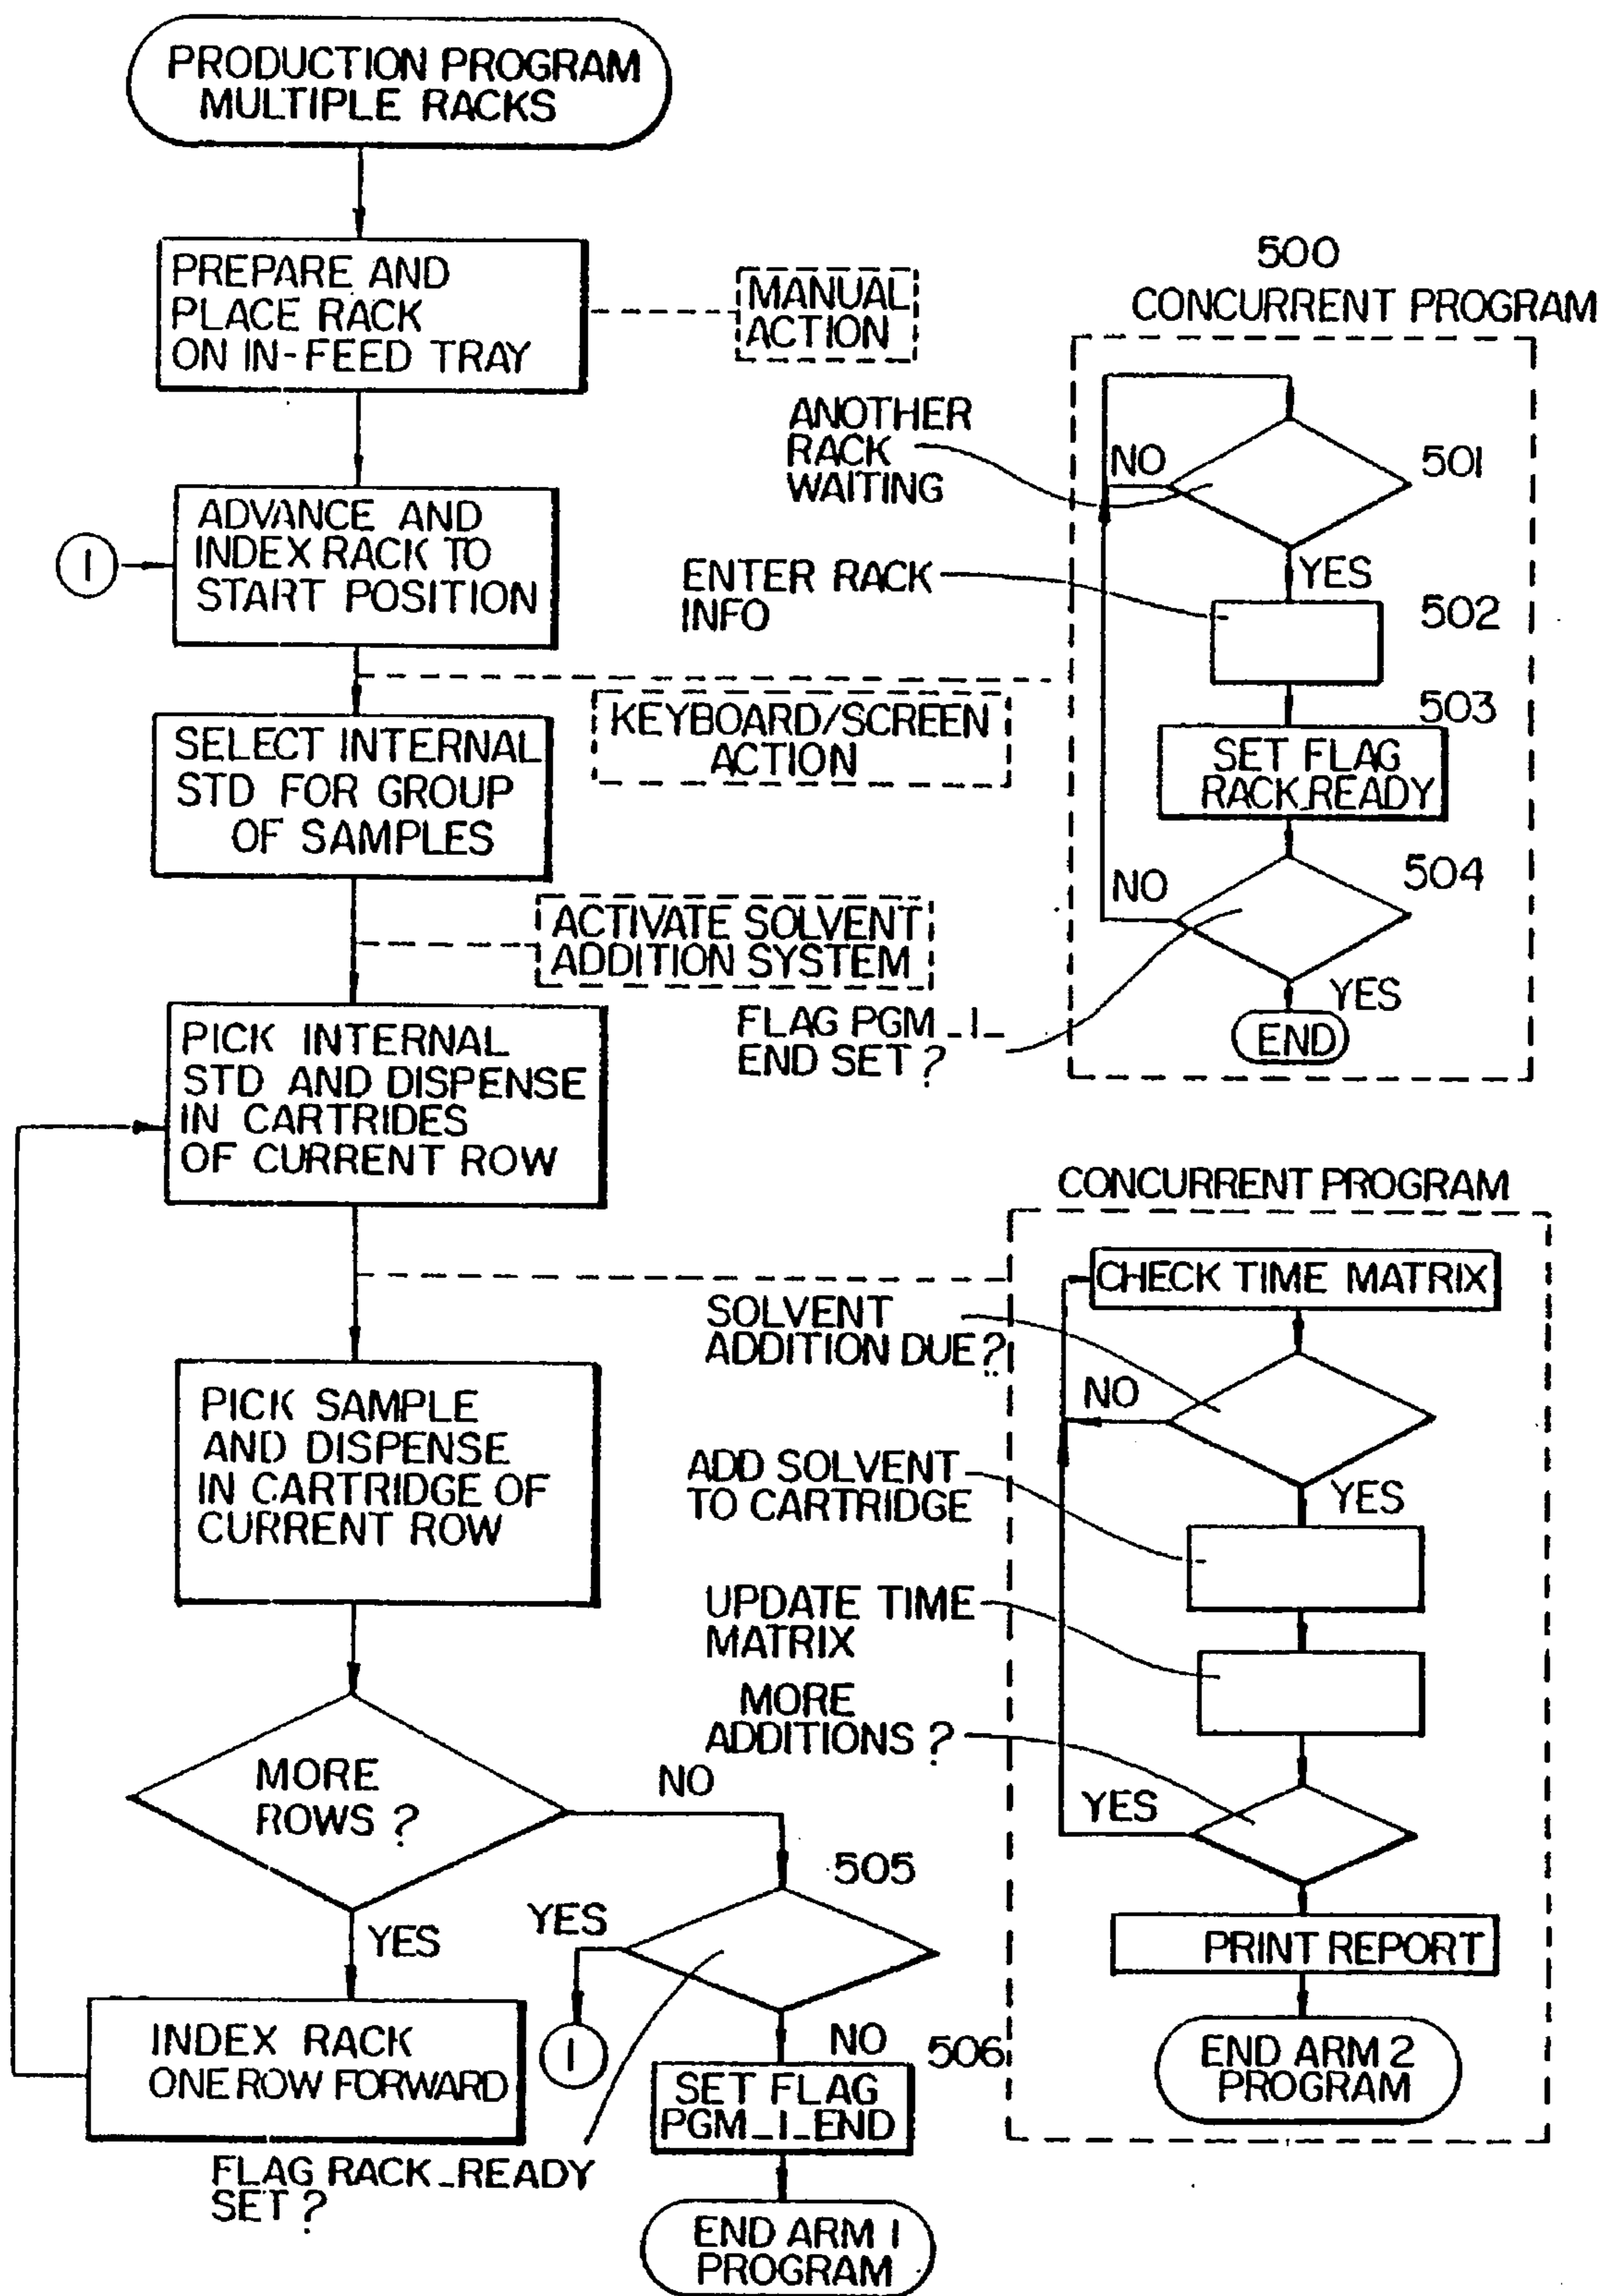 PRODUCTION PROGRAM
MULTIPLE RACKS
PREPARE AND
PLACE RACK
ON IN-FEED TRAY
MANUAL
ACTION
1
ADVANCE AND
INDEX RACK TO
START POSITION
KEYBOARD/SCREEN
ACTION
SELECT INTERNAL
STD FOR GROUP
OF SAMPLES
ACTIVATE SOLVENT
ADDITION SYSTEM
PICK INTERNAL
STD AND DISPENSE
IN CARTRIDES
OF CURRENT ROW
PICK SAMPLE
AND DISPENSE
IN CARTRIDGE OF
CURRENT ROW
MORE
ROWS ?
NO
YES
INDEX RACK
ONE ROW FORWARD
505
YES
1
FLAG RACK_READY
SET ?
NO
506
SET FLAG
PGM_1_END
END ARM 1
PROGRAM
500
CONCURRENT PROGRAM
ANOTHER
RACK
WAITING
NO
501
YES
ENTER RACK
INFO
502
503
SET FLAG
RACK_READY
504
NO
FLAG PGM_1_
END SET ?
YES
END
CONCURRENT PROGRAM
CHECK TIME MATRIX
SOLVENT
ADDITION DUE?
NO
YES
ADD SOLVENT
TO CARTRIDGE
UPDATE TIME
MATRIX
MORE
ADDITIONS ?
YES
PRINT REPORT
END ARM 2
PROGRAM